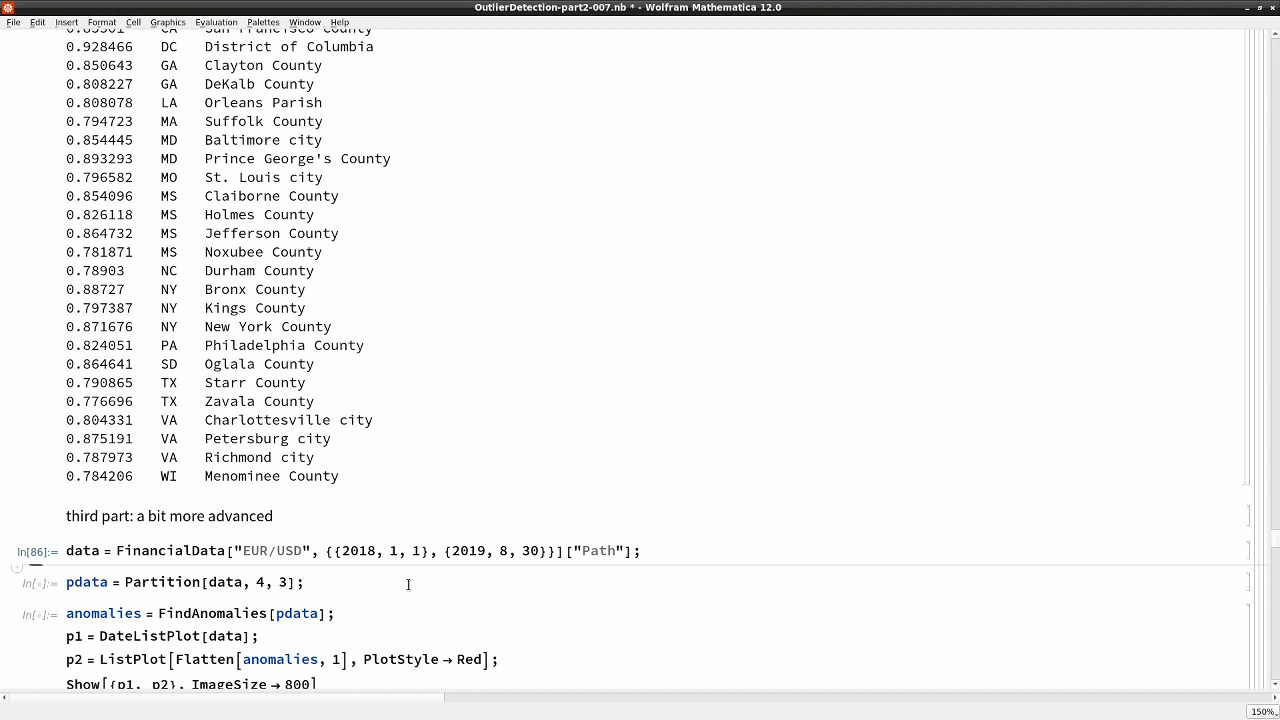 OutlierDetection-part2-007.nb * - Wolfram Mathematica 12.0
File Edit Insert Format Cell Graphics Evaluation Palettes Window Help
San Francisco County
0.928466 DC District of Columbia
0.850643 GA Clayton County
0.808227 GA DeKalb County
0.808078 LA Orleans Parish
0.794723 MA Suffolk County
0.854445 MD Baltimore city
0.893293 MD Prince George's County
0.796582 MO St. Louis city
0.854096 MS Claiborne County
0.826118 MS Holmes County
0.864732 MS Jefferson County
0.781871 MS Noxubee County
0.78903 NC Durham County
0.88727 NY Bronx County
0.797387 NY Kings County
0.871676 NY New York County
0.824051 PA Philadelphia County
0.864641 SD Oglala County
0.790865 TX Starr County
0.776696 TX Zavala County
0.804331 VA Charlottesville city
0.875191 VA Petersburg city
0.787973 VA Richmond city
0.784206 WI Menominee County
third part: a bit more advanced
In[86]:= data = FinancialData["EUR/USD", {{2018, 1, 1}, {2019, 8, 30}}]["Path"];
In[◦]:= pdata = Partition[data, 4, 3];
In[◦]:= anomalies = FindAnomalies[pdata];
p1 = DateListPlot[data];
p2 = ListPlot[Flatten[anomalies, 1], PlotStyle → Red];
Show[{p1, p2}, ImageSize → 800]
150%